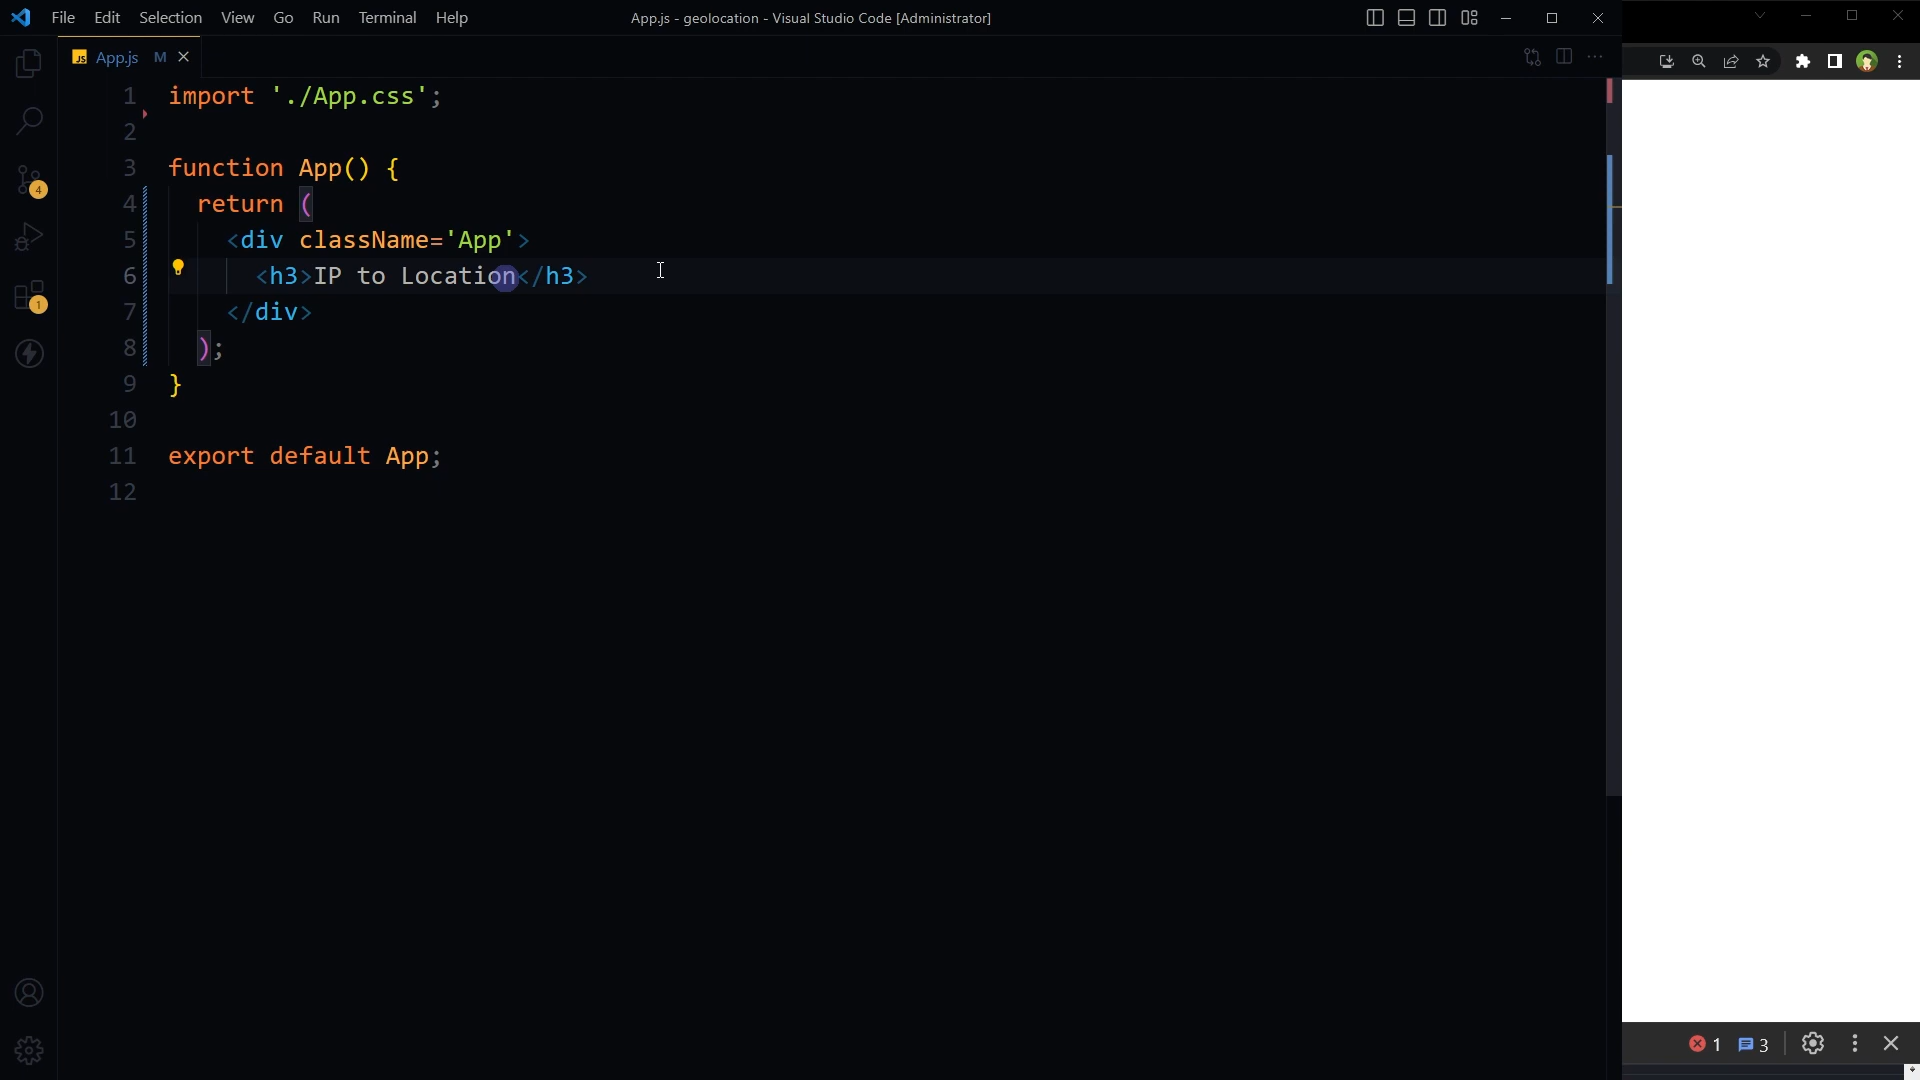 File Edit Selection View Go Run Terminal Help
App.js - geolocation - Visual Studio Code [Administrator]
JS App.js M
1 import './App.css';
2
3 function App() {
4 return (
5 <div className='App'>
6 <h3>IP to Location</h3>
7 </div>
8 );
9 }
10
11 export default App;
12
4
1
1 3